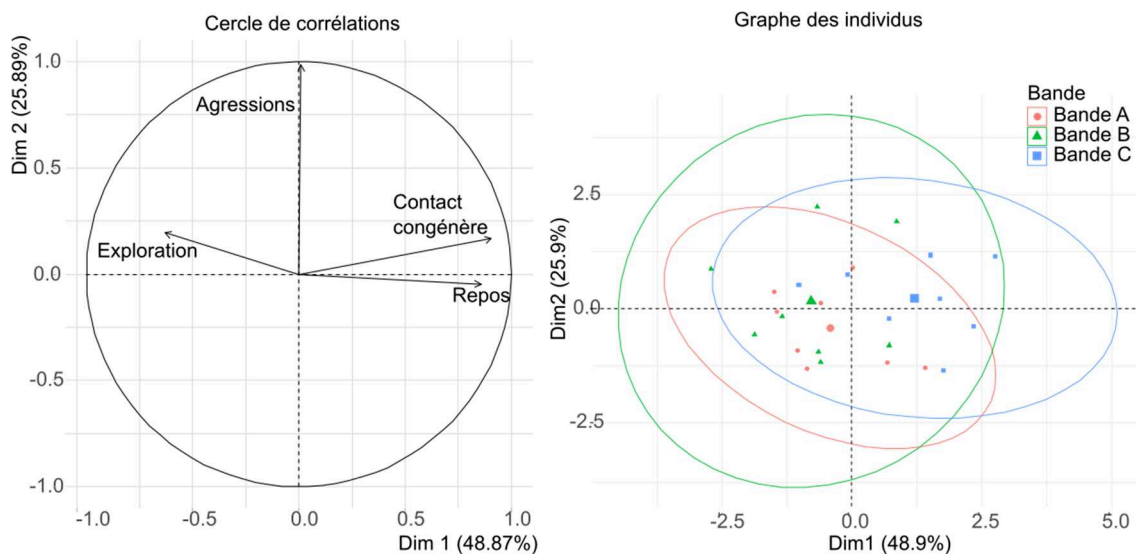 Cercle de corrélations
Dim 2 (25.89%)
1.0
0.5
0.0
-0.5
-1.0
Agressions
Contact
congénère
Exploration
Repos
-1.0
0.0
0.5
1.0
Dim 1 (48.87%)
Graphe des individus
Bande
Bande A
Bande B
Bande C
Dim2 (25.9%)
2.5
0.0
-2.5
-2.5
0.0
2.5
5.0
Dim1 (48.9%)